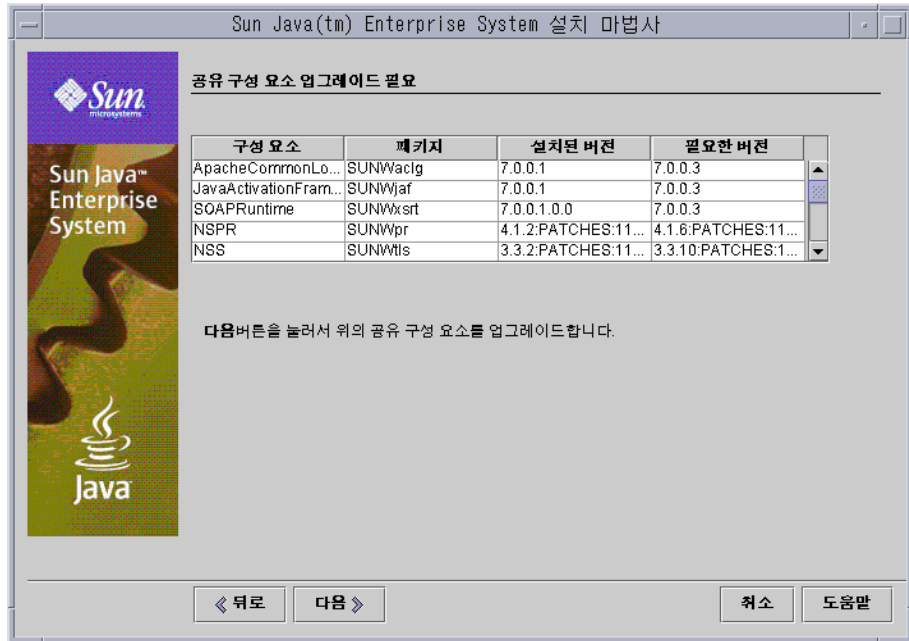 Sun Java(tm) Enterprise System 설치 마법사
Sun
microsystems
Sun Java™
Enterprise
System
Java
공유 구성 요소 업그레이드 필요
구성 요소 패키지 설치된 버전 필요한 버전
ApacheCommonLo... SUNWaclg 7.0.0.1 7.0.0.3
JavaActivationFram... SUNWjaf 7.0.0.1 7.0.0.3
SOAPRuntime SUNWxsrt 7.0.0.1.0.0 7.0.0.3
NSPR SUNWpr 4.1.2:PATCHES:11... 4.1.6:PATCHES:11...
NSS SUNWtls 3.3.2:PATCHES:11... 3.3.10:PATCHES:1...
다음버튼을 눌러서 위의 공유 구성 요소를 업그레이드합니다.
뒤로 다음 취소 도움말